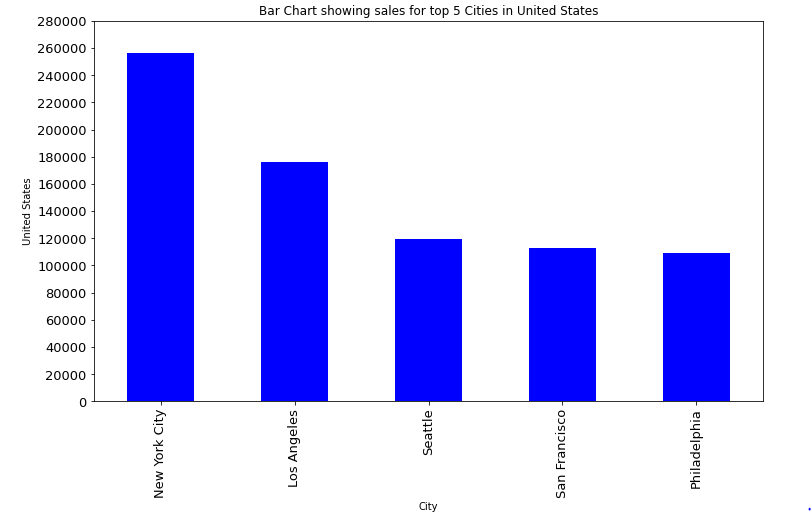 Bar Chart showing sales for top 5 Cities in United States
280000
260000
240000
220000
200000
180000
160000
140000
120000
100000
80000
60000
40000
20000
0
United States
New York City
Los Angeles
Seattle
San Francisco
Philadelphia
City